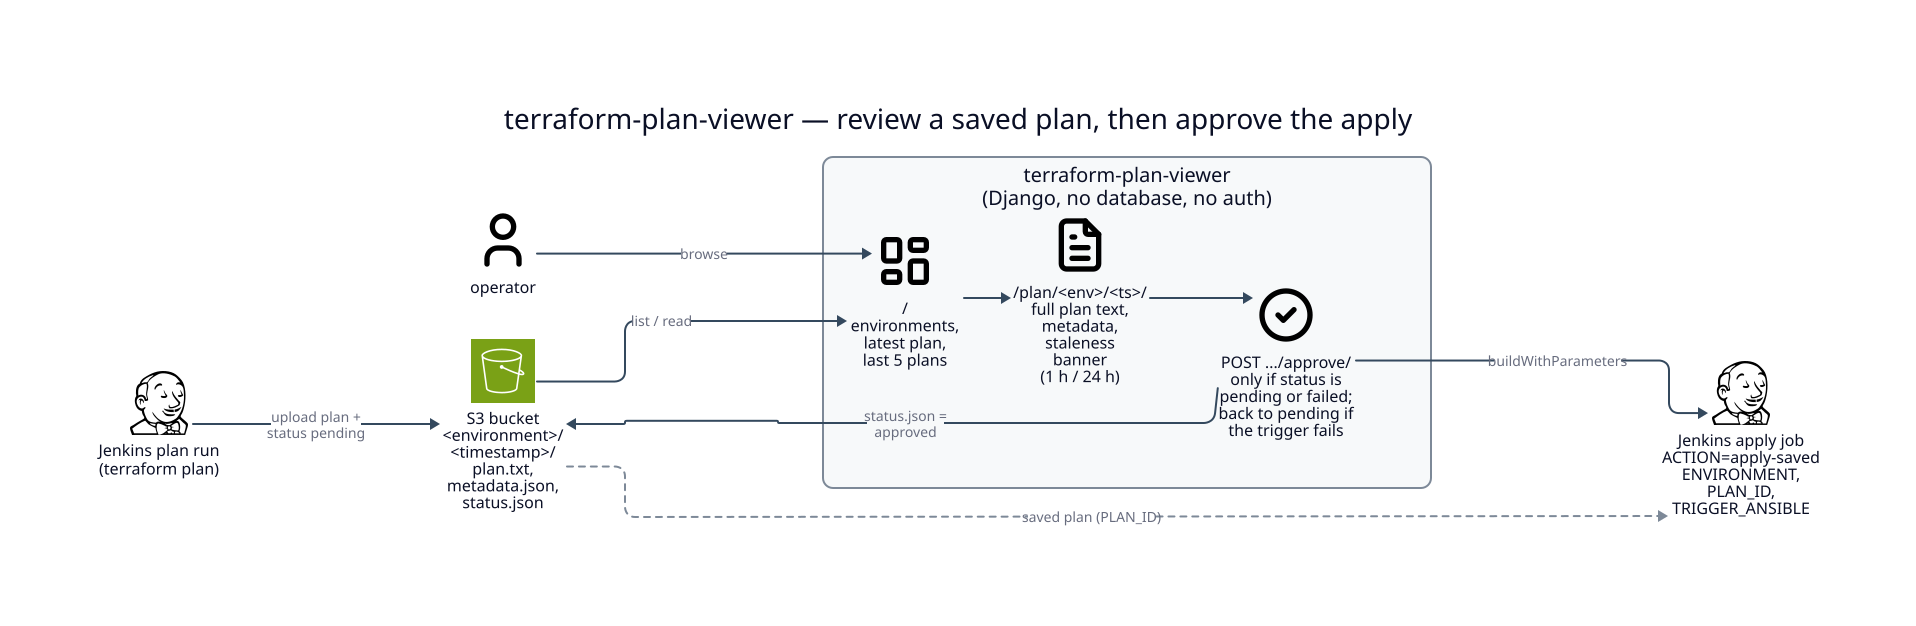 terraform-plan-viewer — review a saved plan, then approve the apply
terraform-plan-viewer
(Django, no database, no auth)
operator
browse
list / read
/
environments,
latest plan,
last 5 plans
/plan/<env>/<ts>/
full plan text,
metadata,
staleness
banner
(1 h / 24 h)
POST .../approve/
only if status is
pending or failed;
back to pending if
the trigger fails
buildWithParameters
Jenkins plan run
(terraform plan)
upload plan +
status pending
S3 bucket
<environment>/
<timestamp>/
plan.txt,
metadata.json,
status.json
status.json =
approved
saved plan (PLAN_ID)
Jenkins apply job
ACTION=apply-saved
ENVIRONMENT,
PLAN_ID,
TRIGGER_ANSIBLE